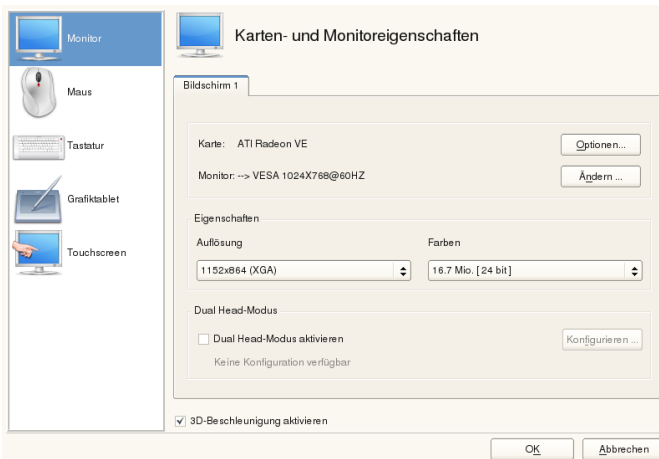 Monitor
Maus
Tastatur
Grafiktablet
Touchscreen
Karten- und Monitoreigenschaften
Bildschirm 1
Karte: ATI Radeon VE
Optionen...
Monitor: --> VESA 1024X768@60HZ
Ändern ...
Eigenschaften
Auflösung
Farben
1152x864 (XGA)
16.7 Mio. [ 24 bit ]
Dual Head-Modus
Dual Head-Modus aktivieren
Konfigurieren ...
Keine Konfiguration verfügbar
3D-Beschleunigung aktivieren
OK
Abbrechen